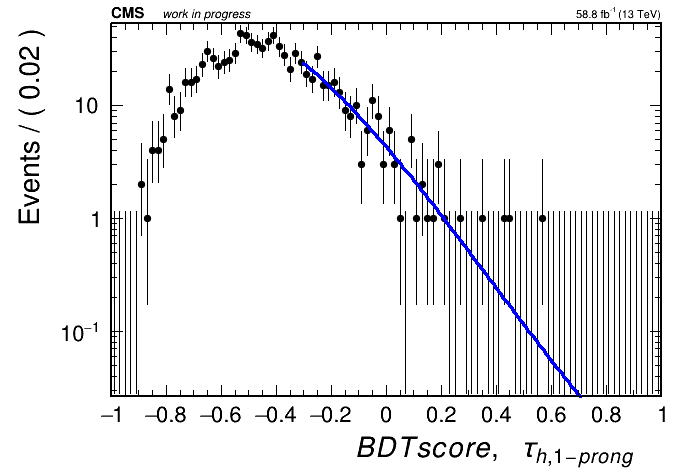 CMS work in progress 58.8 fb⁻¹ (13 TeV)
Events / ( 0.02 )
10
1
10⁻¹
−1 −0.8 −0.6 −0.4 −0.2 0 0.2 0.4 0.6 0.8 1
BDTscore, τh,1−prong